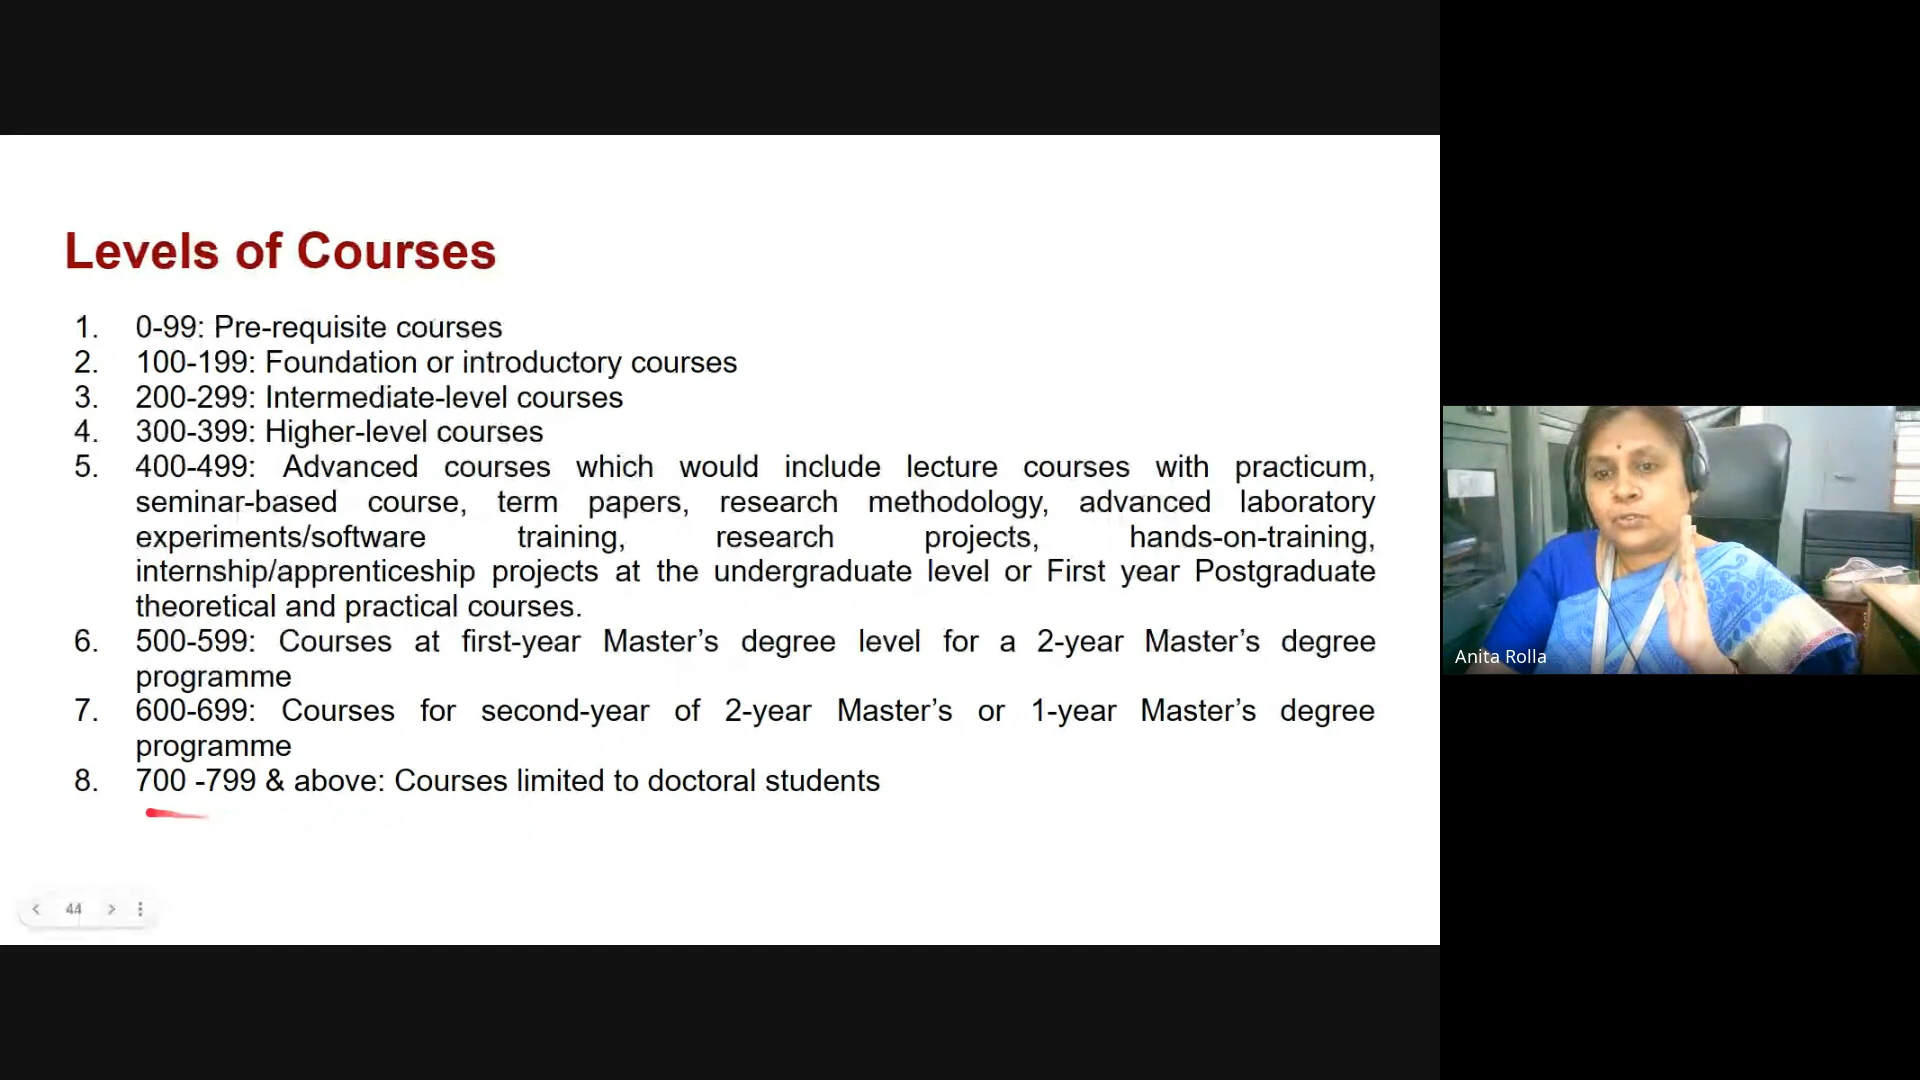 Levels of Courses
1. 0-99: Pre-requisite courses
2. 100-199: Foundation or introductory courses
3. 200-299: Intermediate-level courses
4. 300-399: Higher-level courses
5. 400-499: Advanced courses which would include lecture courses with practicum,
seminar-based course, term papers, research methodology, advanced laboratory
experiments/software training, research projects, hands-on-training,
internship/apprenticeship projects at the undergraduate level or First year Postgraduate
theoretical and practical courses.
6. 500-599: Courses at first-year Master’s degree level for a 2-year Master’s degree
programme
7. 600-699: Courses for second-year of 2-year Master’s or 1-year Master’s degree
programme
8. 700 -799 & above: Courses limited to doctoral students
44
Anita Rolla